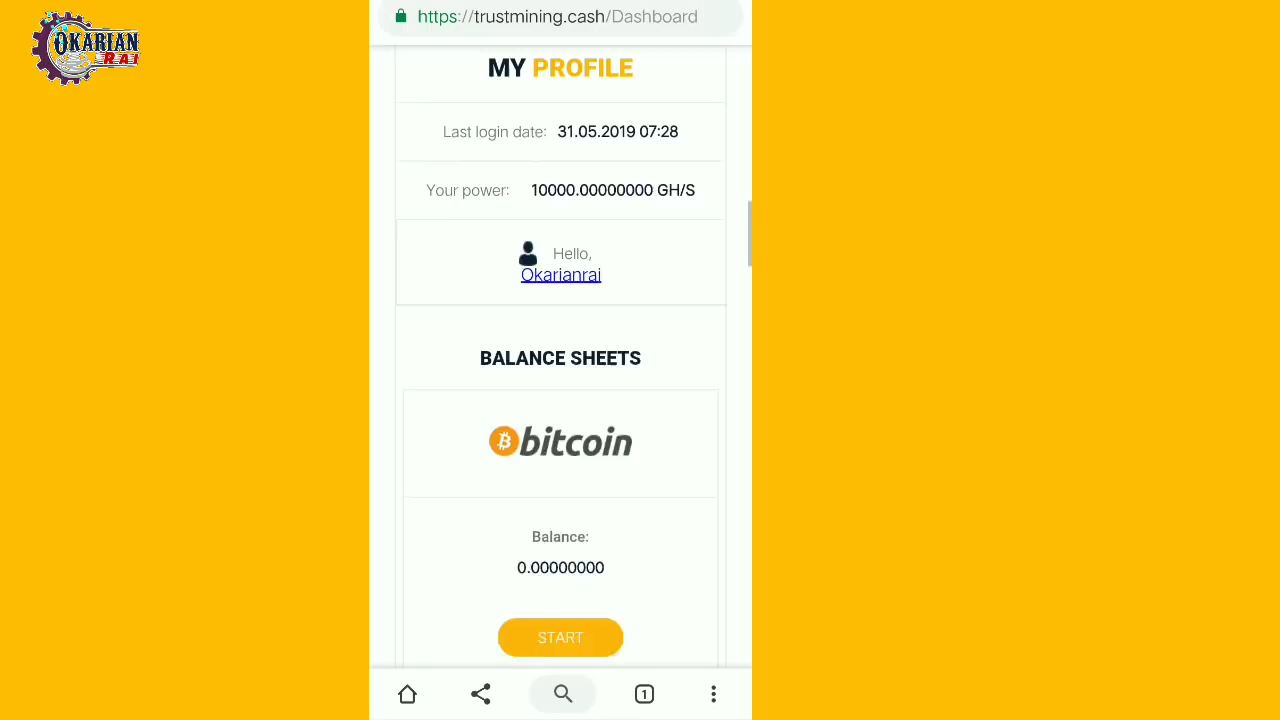 OKARIAN
RAI
https://trustmining.cash/Dashboard
MY PROFILE
Last login date: 31.05.2019 07:28
Your power: 10000.00000000 GH/S
Hello,
Okarianrai
BALANCE SHEETS
bitcoin
Balance:
0.00000000
START
1